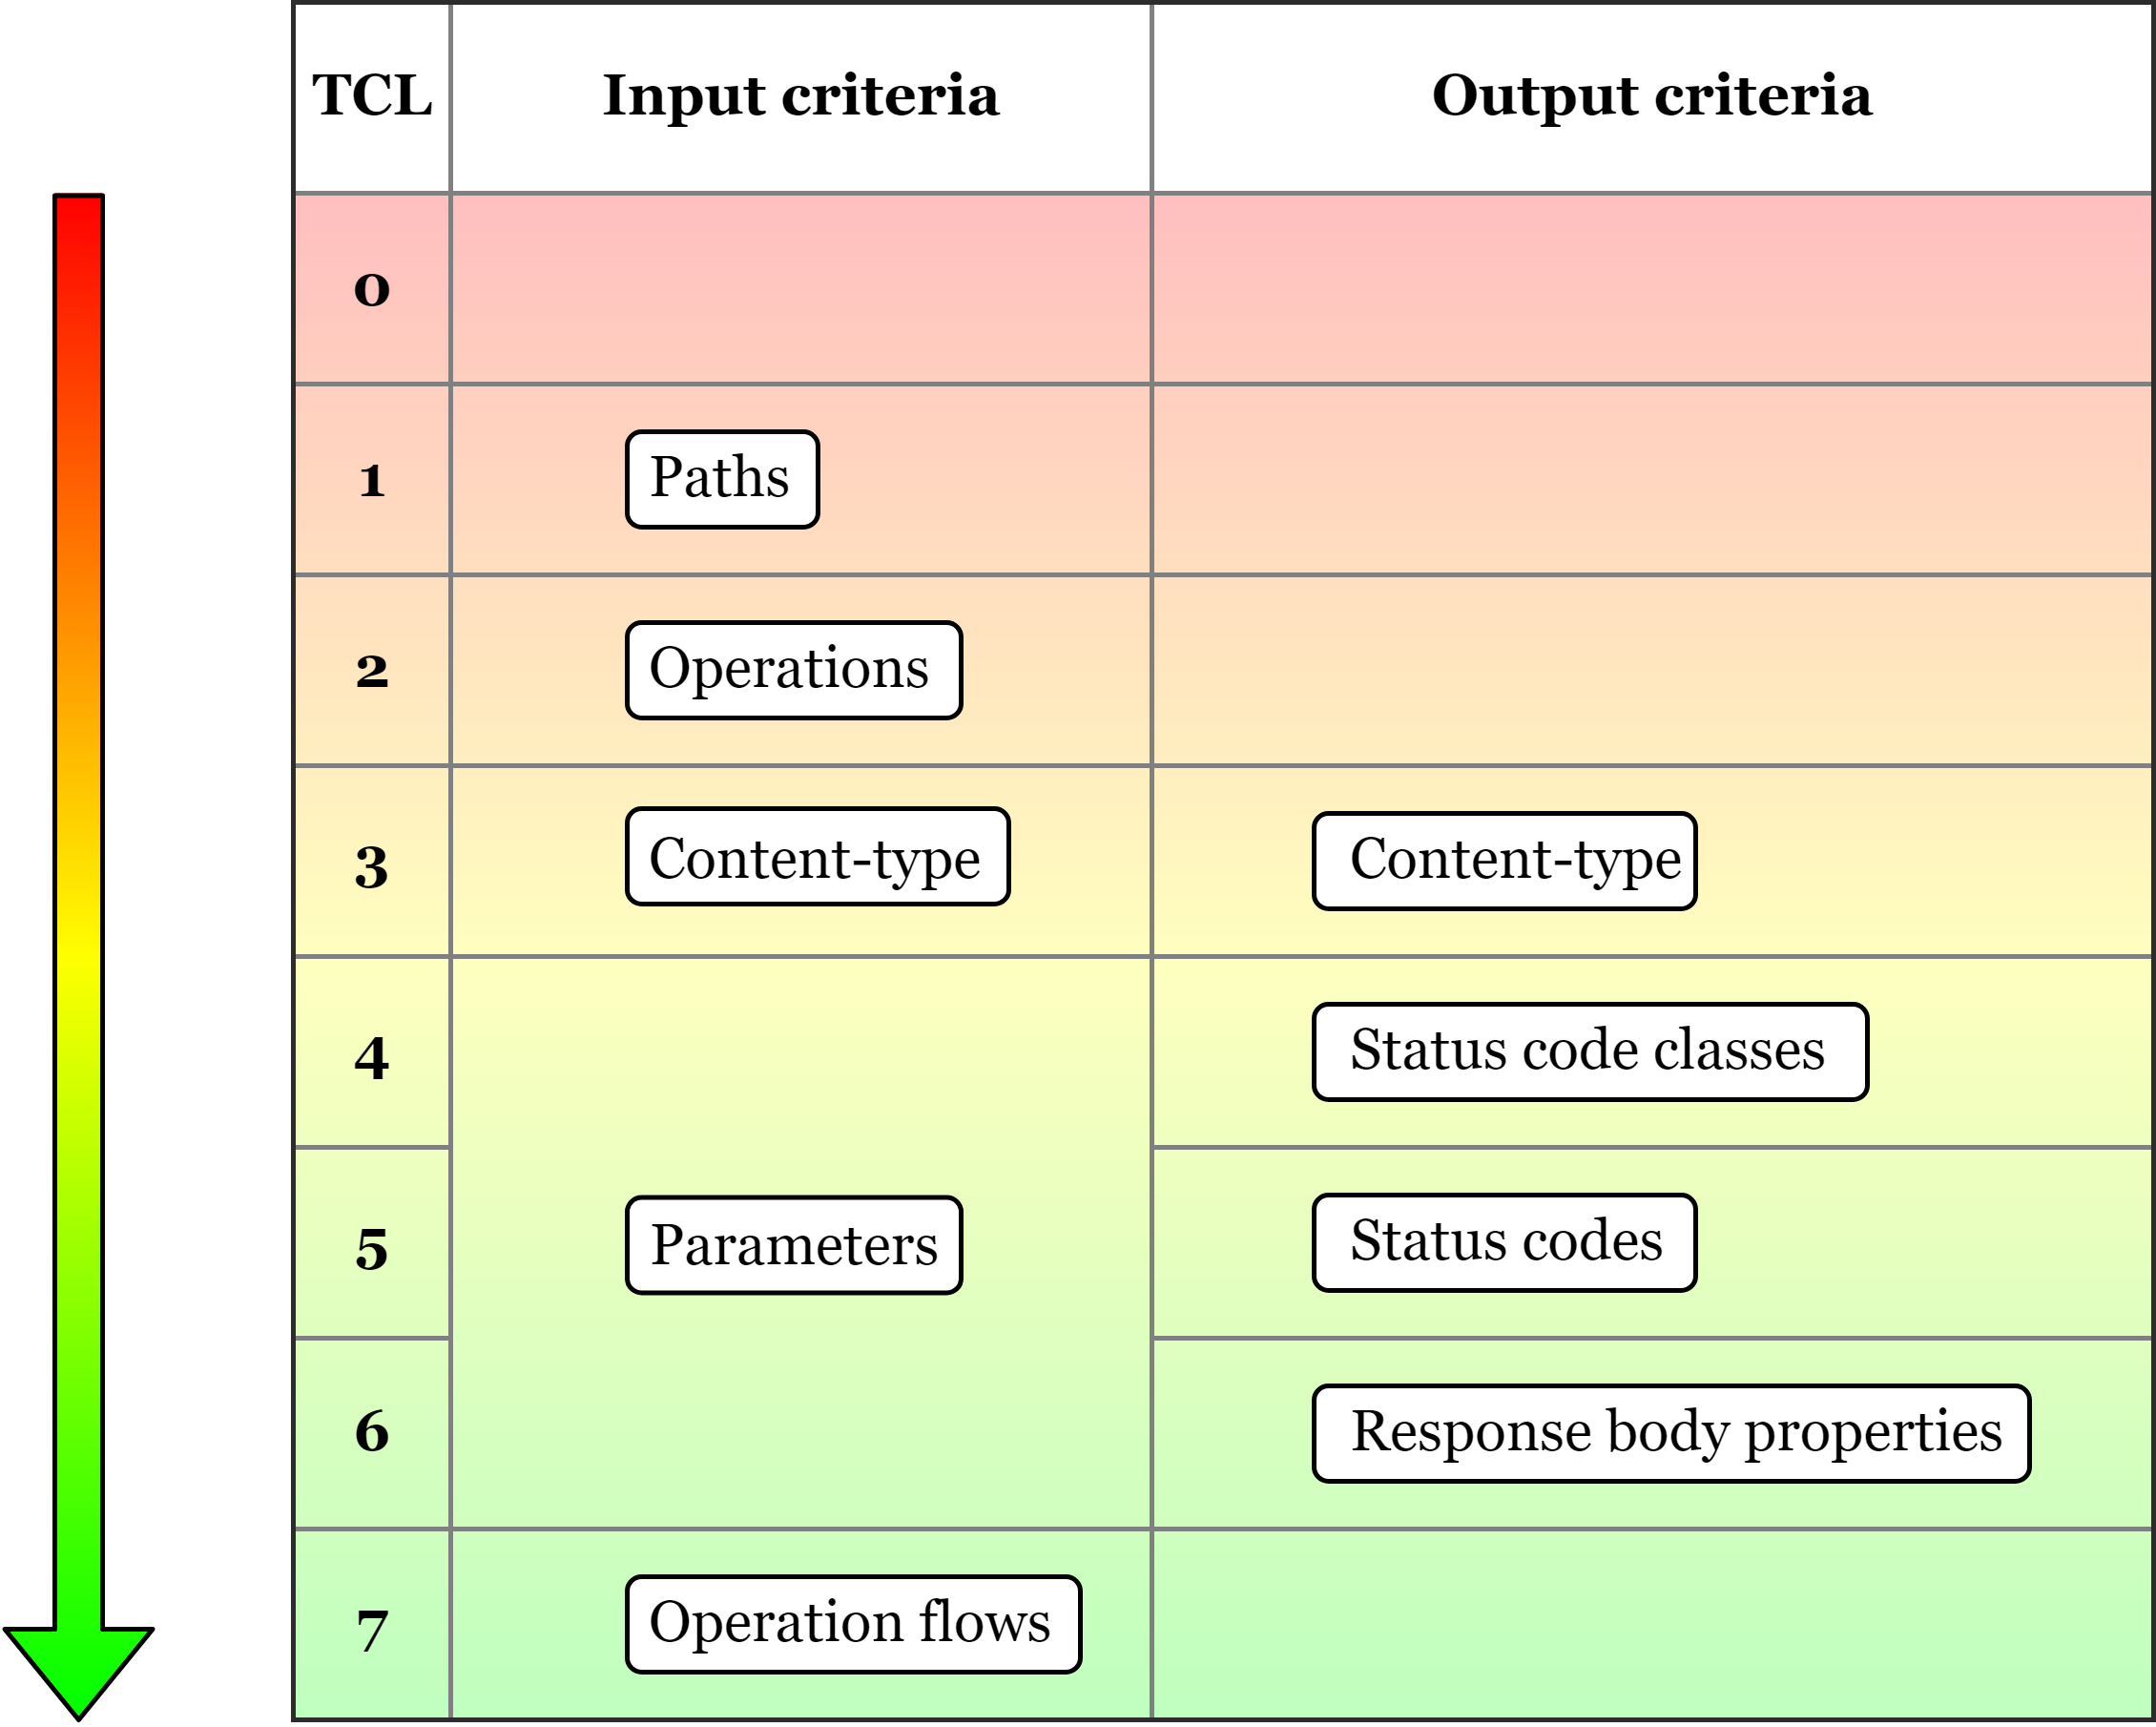 TCL Input criteria Output criteria
0
1 Paths
2 Operations
3 Content-type Content-type
4 Status code classes
5 Parameters Status codes
6 Response body properties
7 Operation flows